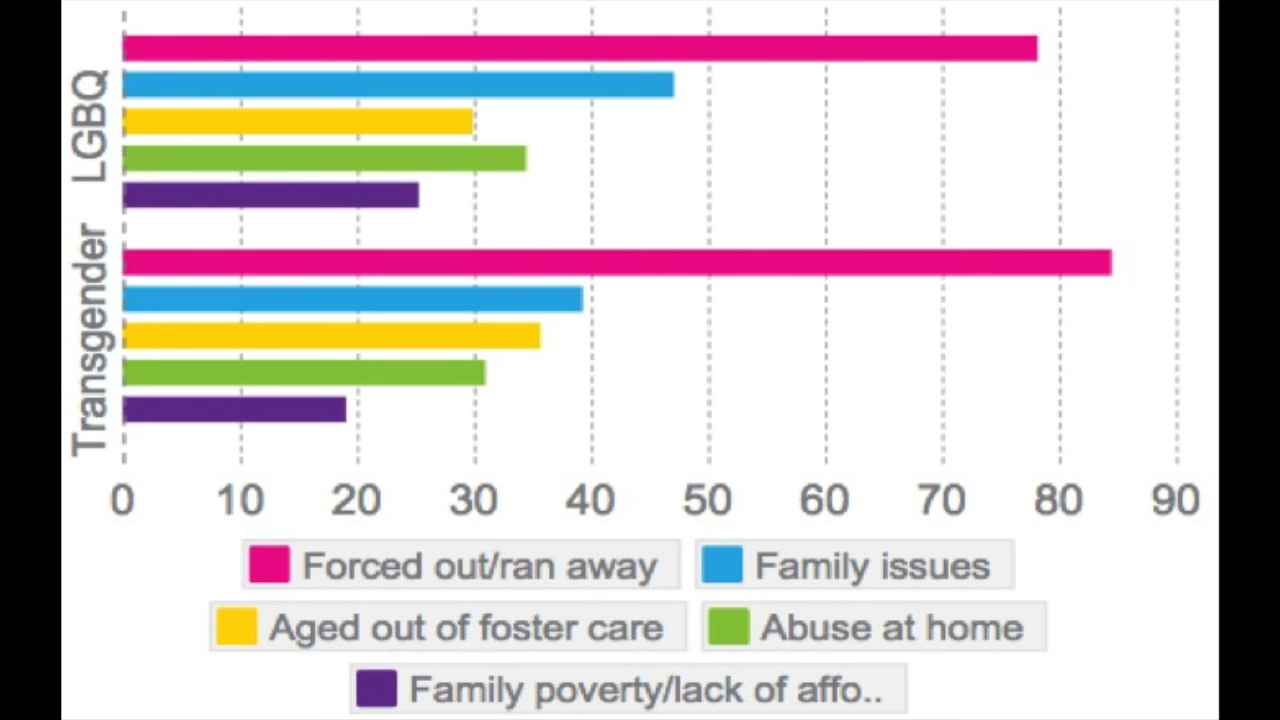 LGBQ
Transgender
0 10 20 30 40 50 60 70 80 90
Forced out/ran away Family issues
Aged out of foster care Abuse at home
Family poverty/lack of affo..